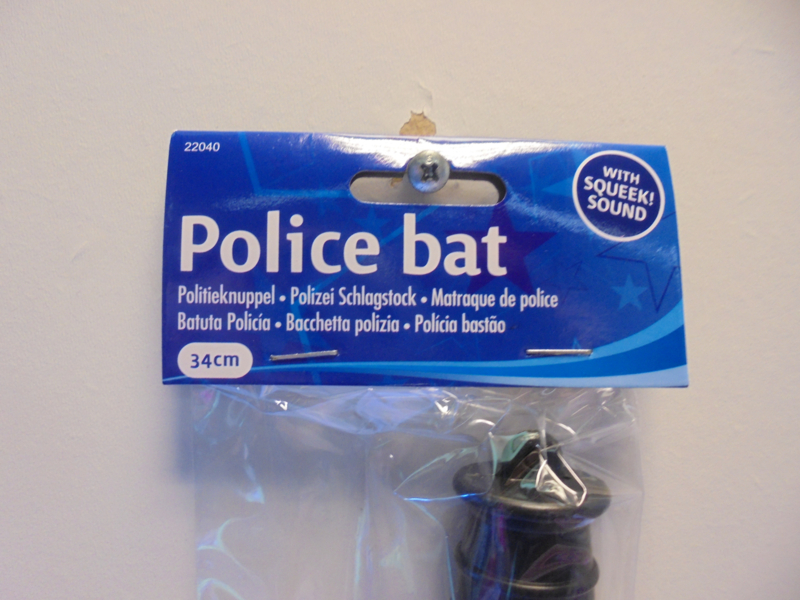 22040
WITH
SQUEEK!
SOUND
Police bat
Politieknuppel • Polizei Schlagstock • Matraque de police
Batuta Policía • Bacchetta polizia • Polícia bastão
34cm